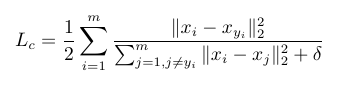 L_c = \frac{1}{2} \sum_{i=1}^{m} \frac{\|x_i - x_{y_i}\|_2^2}{\sum_{j=1, j \neq y_i}^{m} \|x_i - x_j\|_2^2 + \delta}